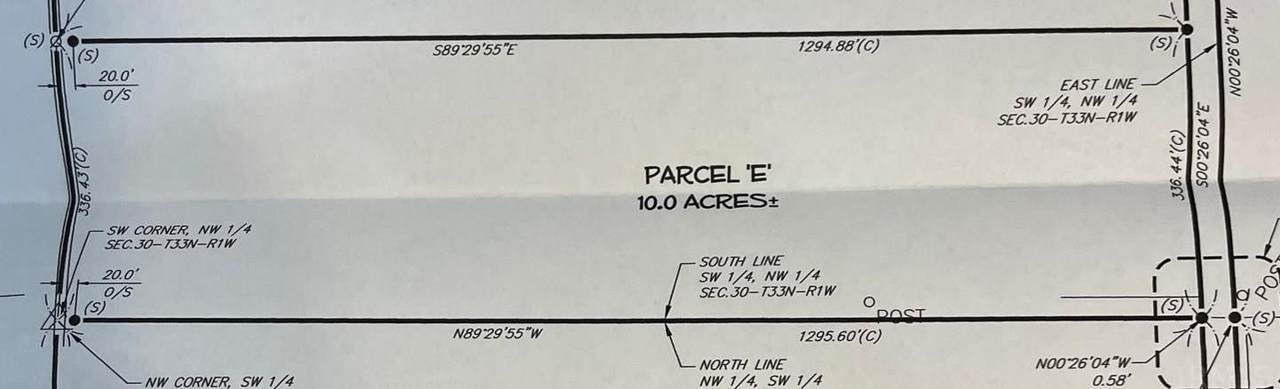 (S)
(S)
S89°29'55"E
1294.88'(C)
(S)
N00°26'04"W
20.0'
O/S
EAST LINE
SW 1/4, NW 1/4
SEC.30-T33N-R1W
336.43'(C)
336.44'(C)
S00°26'04"E
PARCEL 'E'
10.0 ACRES±
SW CORNER, NW 1/4
SEC.30-T33N-R1W
20.0'
O/S
(S)
SOUTH LINE
SW 1/4, NW 1/4
SEC.30-T33N-R1W
POST
(S)
(S)
N89°29'55"W
1295.60'(C)
NORTH LINE
NW 1/4, SW 1/4
N00°26'04"W
0.58'
NW CORNER, SW 1/4